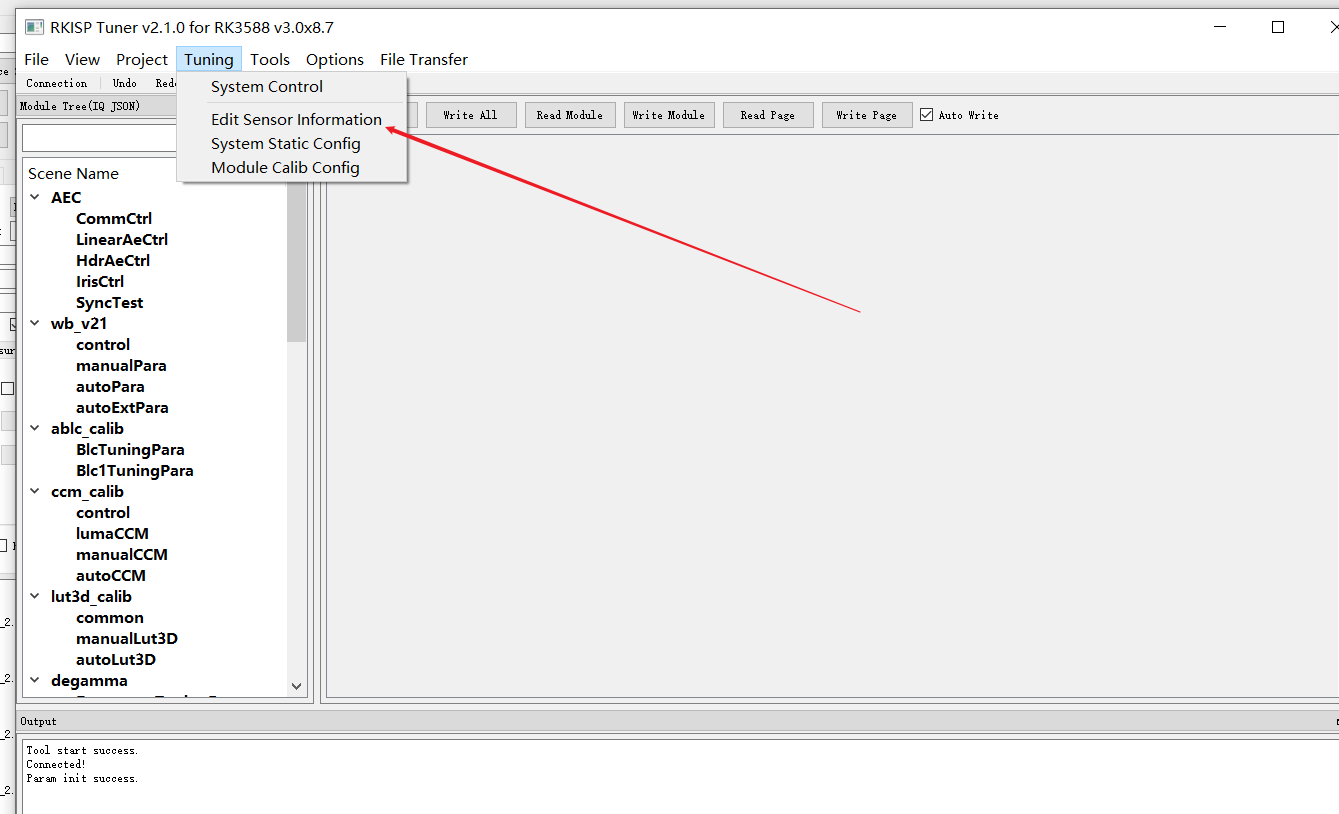 RKISP Tuner v2.1.0 for RK3588 v3.0x8.7
File View Project Tuning Tools Options File Transfer
Connection Undo
System Control
Edit Sensor Information
System Static Config
Module Calib Config
Module Tree(IQ JSON)
Write All Read Module Write Module Read Page Write Page Auto Write
Scene Name
AEC
CommCtrl
LinearAeCtrl
HdrAeCtrl
IrisCtrl
SyncTest
wb_v21
control
manualPara
autoPara
autoExtPara
ablc_calib
BlcTuningPara
Blc1TuningPara
ccm_calib
control
lumaCCM
manualCCM
autoCCM
lut3d_calib
common
manualLut3D
autoLut3D
degamma
Output
Tool start success.
Connected!
Param init success.